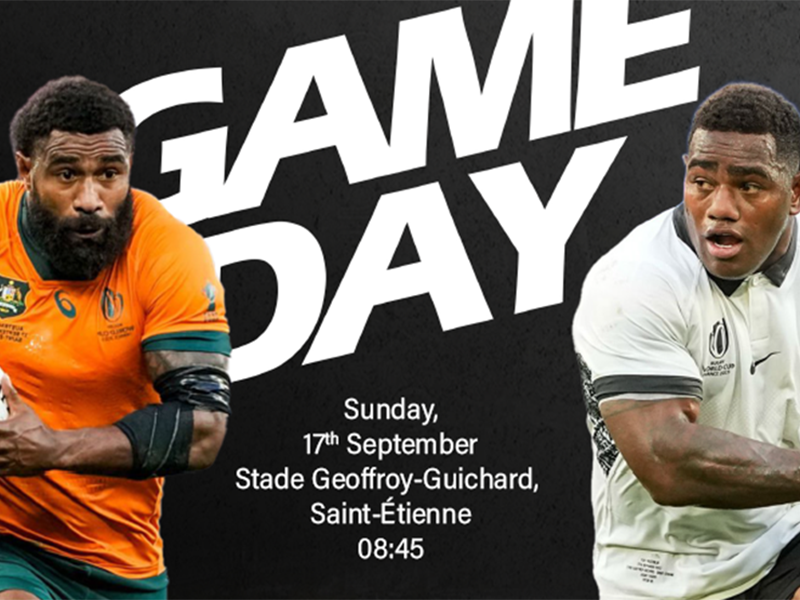 GAME
DAY
Sunday,
17th September
Stade Geoffroy-Guichard,
Saint-Étienne
08:45